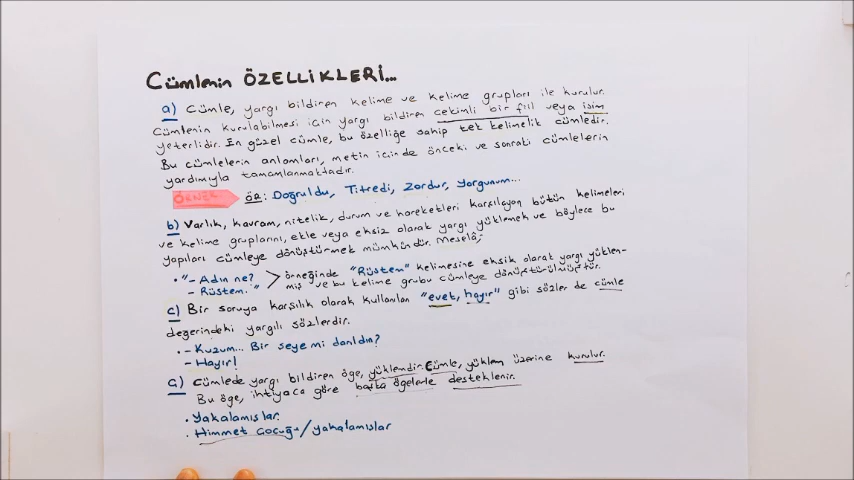 Cümlenin ÖZELLİKLERİ...
a) Cümle, yargı bildiren kelime ve kelime grupları ile kurulur.
Cümlenin kurulabilmesi için yargı bildiren çekimli bir fiil veya isim
yeterlidir. En güzel cümle, bu özelliğe sahip tek kelimelik cümledir.
Bu cümlelerin anlamları, metin içinde önceki ve sonraki cümlelerin
yardımıyla tamamlanmaktadır.
ÖRNEK ÖR: Doğruldu, Titredi, Zordur, Yorgunum...
b) Varlık, kavram, nitelik, durum ve hareketleri karşılayan bütün kelimeleri
ve kelime gruplarını, ekle veya eksiz olarak yargı yüklemek ve böylece bu
yapıları cümleye dönüştürmek mümkündür. Meselâ;
•"- Adın ne? > örneğinde "Rüstem" kelimesine eksik olarak yargı yüklen-
- Rüstem." miş ve bu kelime grubu cümleye dönüştürülmüştür.
c) Bir soruya karşılık olarak kullanılan "evet, hayır" gibi sözler de cümle
değerindeki yargılı sözlerdir.
•- Kuzum... Bir şeye mi darıldın?
- Hayır!
Ç) Cümlede yargı bildiren öge, yüklendir. Cümle, yüklem üzerine kurulur.
Bu öge, ihtiyaca göre başka ögelerle desteklenir.
• Yakalamışlar.
• Himmet Çocuğu/yakalamışlar